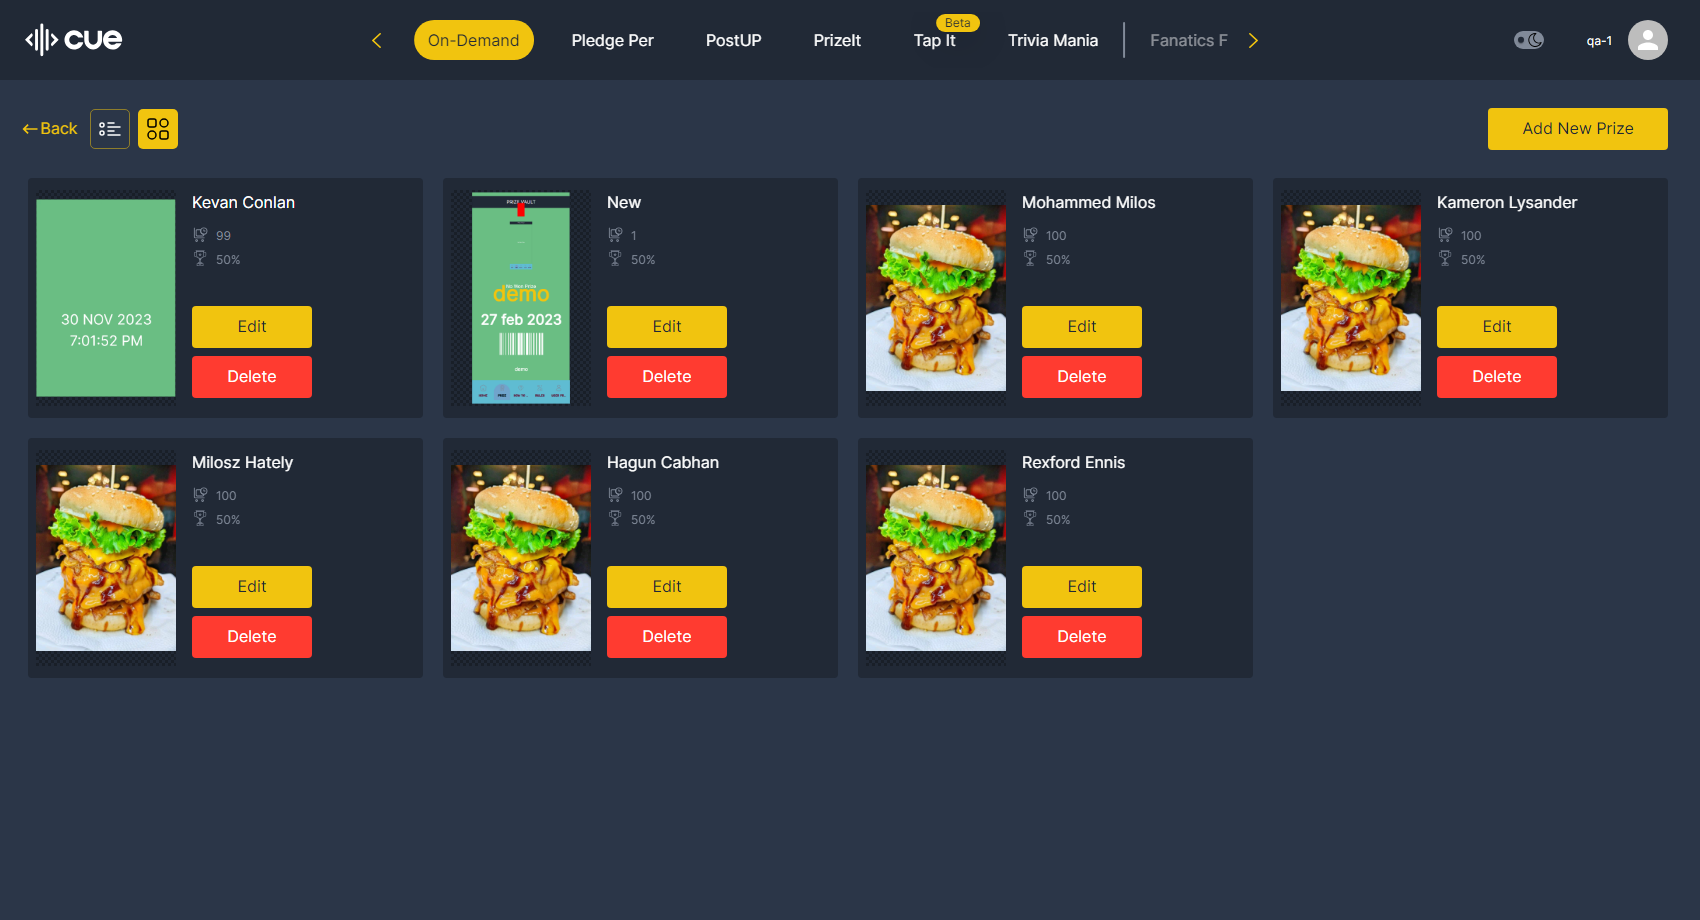 cue
On-Demand
Pledge Per
PostUP
PrizeIt
Tap It
Beta
Trivia Mania
Fanatics F
qa-1
Back
Add New Prize
30 NOV 2023
7:01:52 PM
Kevan Conlan
99
50%
Edit
Delete
PRIZE VAULT
No Won Prize
demo
27 feb 2023
demo
New
1
50%
Edit
Delete
Mohammed Milos
100
50%
Edit
Delete
Kameron Lysander
100
50%
Edit
Delete
Milosz Hately
100
50%
Edit
Delete
Hagun Cabhan
100
50%
Edit
Delete
Rexford Ennis
100
50%
Edit
Delete